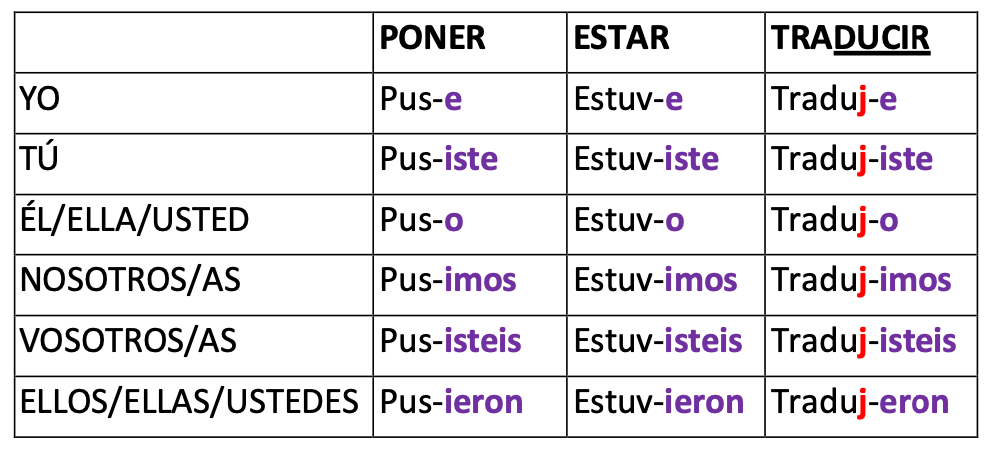 PONER ESTAR TRADUCIR
YO Pus-e Estuv-e Traduj-e
TÚ Pus-iste Estuv-iste Traduj-iste
ÉL/ELLA/USTED Pus-o Estuv-o Traduj-o
NOSOTROS/AS Pus-imos Estuv-imos Traduj-imos
VOSOTROS/AS Pus-isteis Estuv-isteis Traduj-isteis
ELLOS/ELLAS/USTEDES Pus-ieron Estuv-ieron Traduj-eron